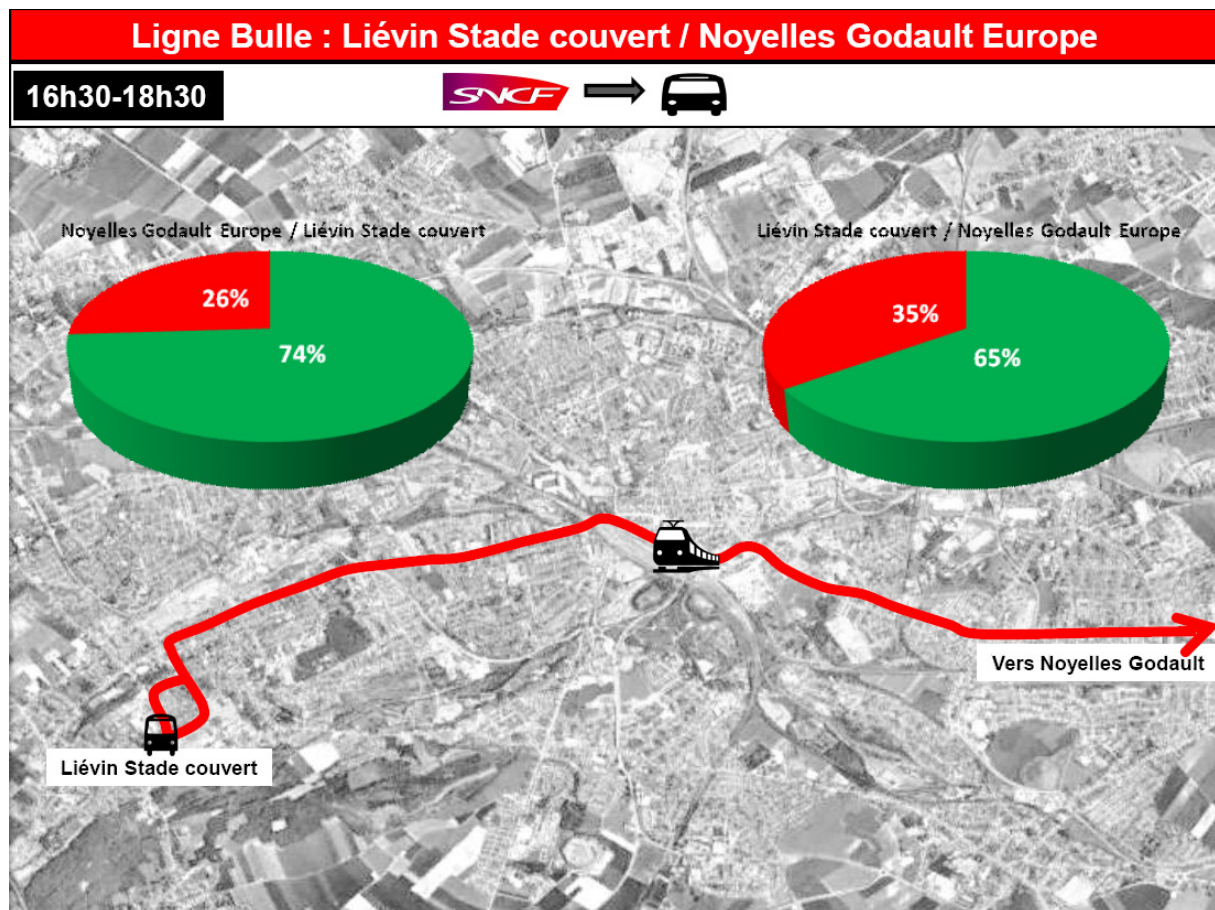 Ligne Bulle : Liévin Stade couvert / Noyelles Godault Europe
16h30-18h30
SNCF
Noyelles Godault Europe / Liévin Stade couvert
Liévin Stade couvert / Noyelles Godault Europe
26%
74%
35%
65%
Vers Noyelles Godault
Liévin Stade couvert